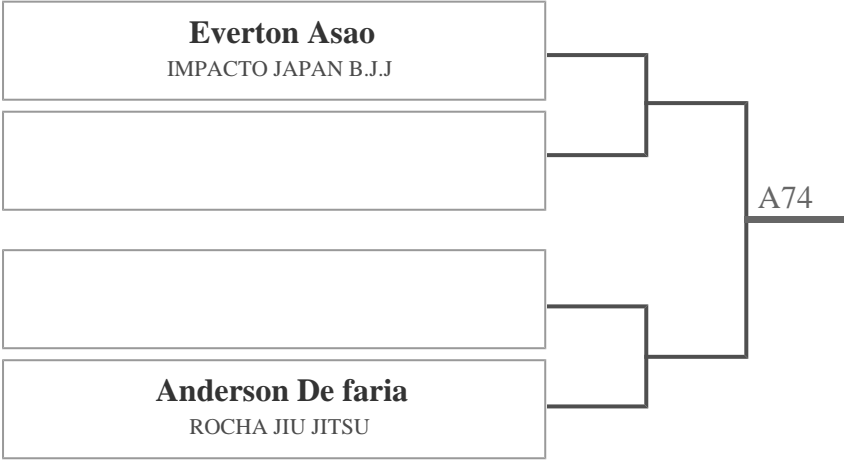 Everton Asao
IMPACTO JAPAN B.J.J
A74
Anderson De faria
ROCHA JIU JITSU